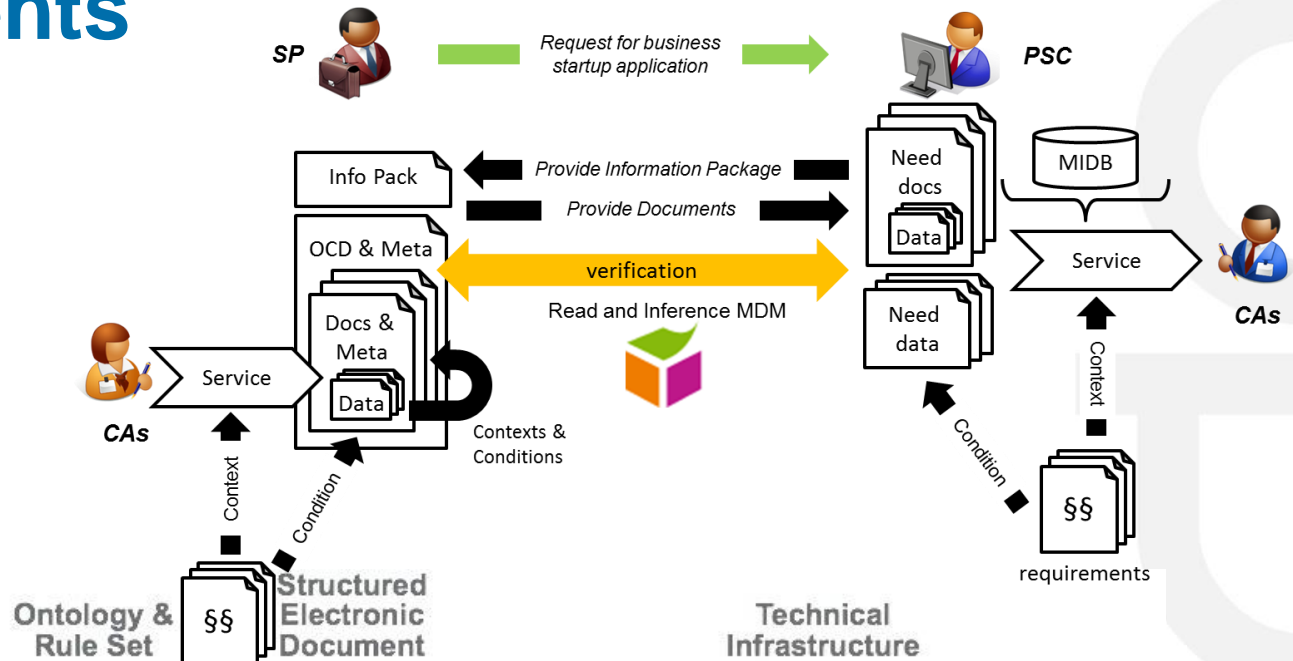 ents
SP
Request for business
startup application
PSC
Info Pack
Provide Information Package
Provide Documents
Need
docs
Data
MIDB
OCD & Meta
verification
Service
Read and Inference MDM
CAs
Docs &
Meta
Need
data
Service
Data
CAs
Contexts &
Conditions
Context
Condition
Context
Condition
§§
requirements
Ontology &
Rule Set
§§
Structured
Electronic
Document
Technical
Infrastructure